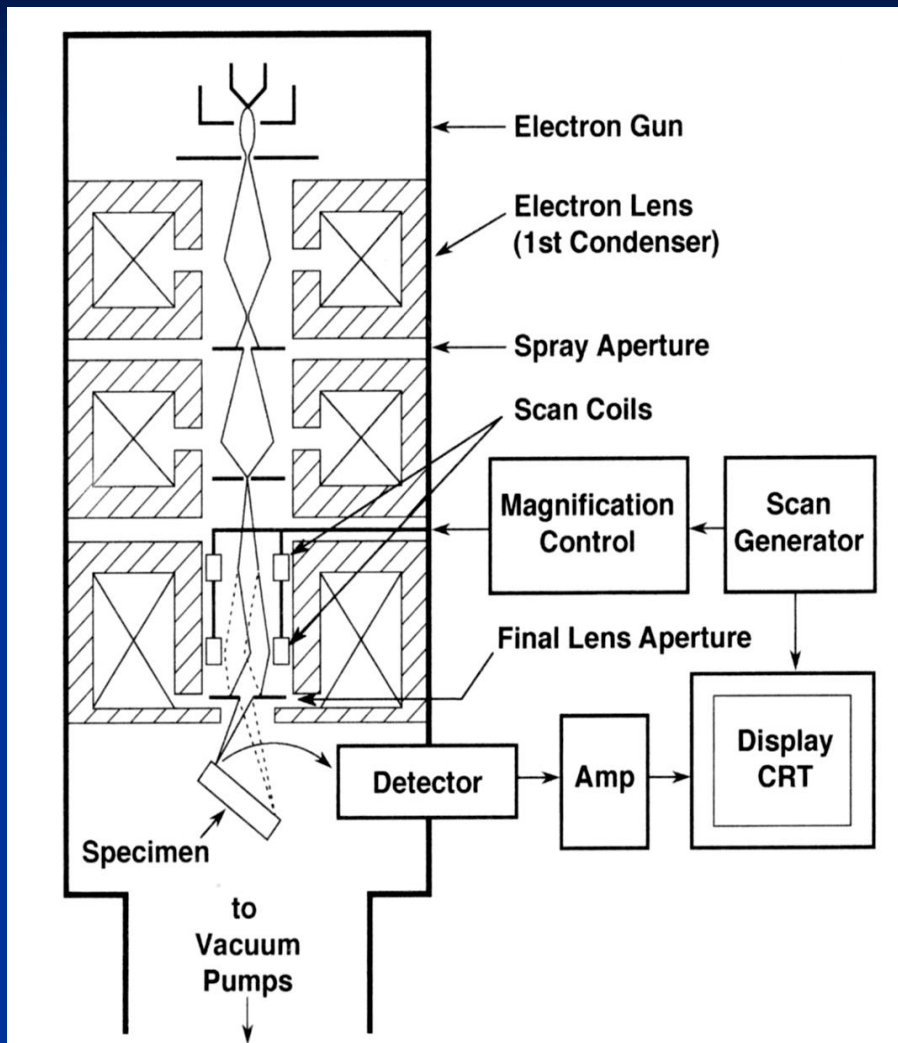 Electron Gun
Electron Lens
(1st Condenser)
Spray Aperture
Scan Coils
Magnification
Control
Scan
Generator
Final Lens Aperture
Display
CRT
Detector
Amp
Specimen
to
Vacuum
Pumps